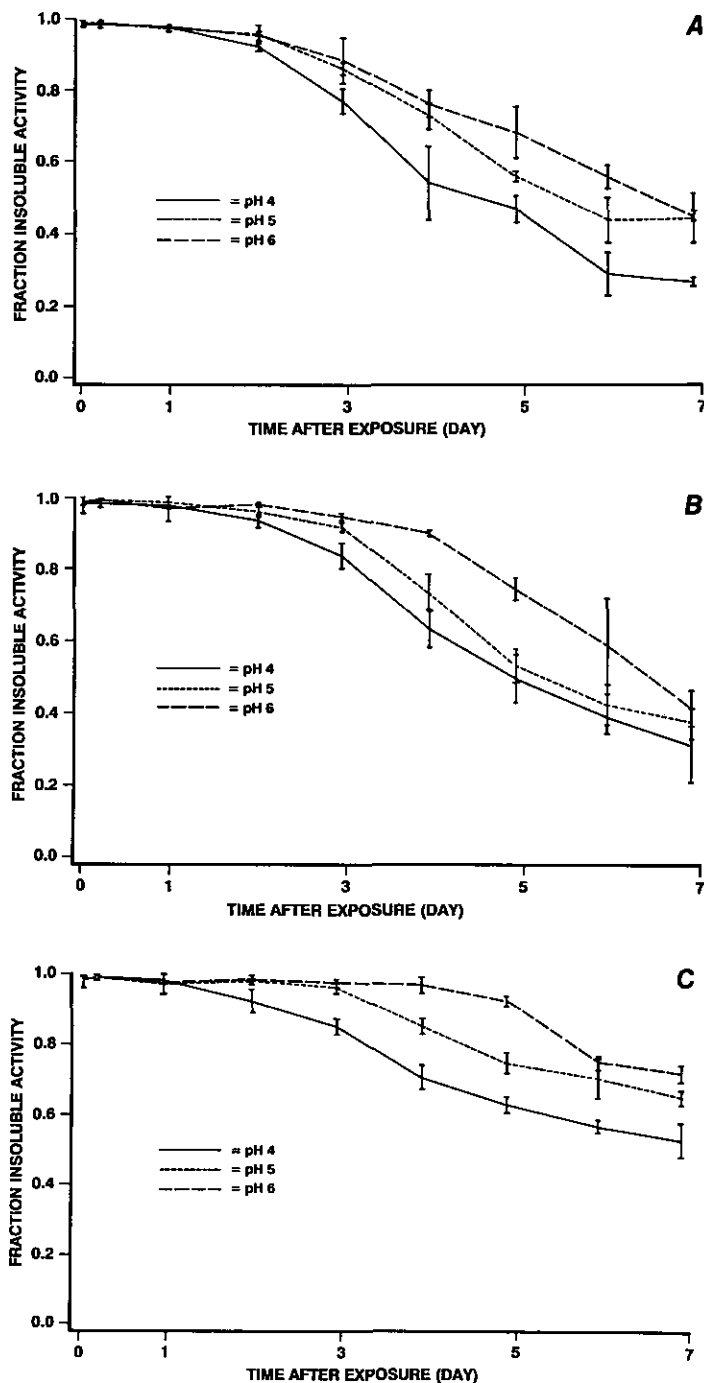 A
1.0
0.8
0.6
0.4
0.2
0.0
FRACTION INSOLUBLE ACTIVITY
= pH 4
= pH 5
= pH 6
0 1 3 5 7
TIME AFTER EXPOSURE (DAY)
B
1.0
0.8
0.6
0.4
0.2
0.0
FRACTION INSOLUBLE ACTIVITY
= pH 4
= pH 5
= pH 6
0 1 3 5 7
TIME AFTER EXPOSURE (DAY)
C
1.0
0.8
0.6
0.4
0.2
0.0
FRACTION INSOLUBLE ACTIVITY
= pH 4
= pH 5
= pH 6
0 1 3 5 7
TIME AFTER EXPOSURE (DAY)